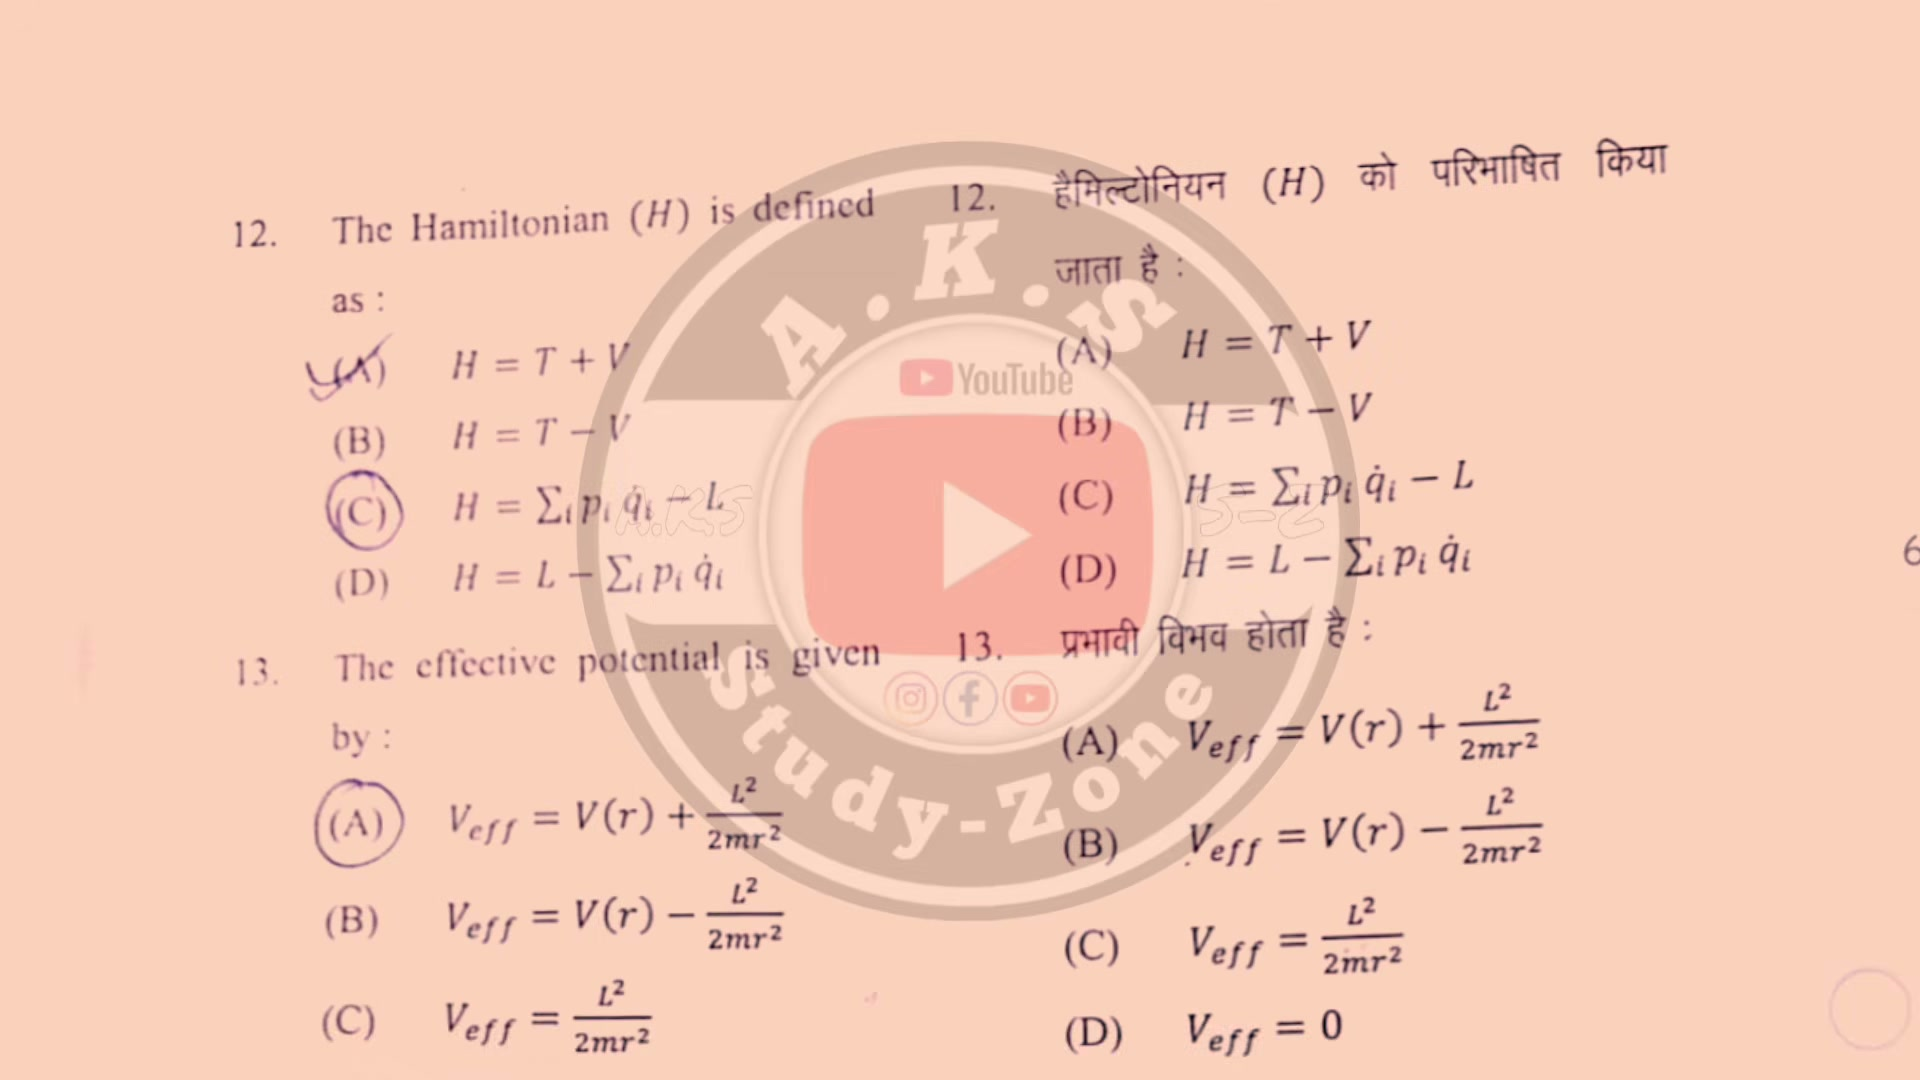 12. The Hamiltonian (H) is defined
as :
(A) H = T + V
(B) H = T − V
(C) H = ∑ᵢ pᵢ q̇ᵢ − L
(D) H = L − ∑ᵢ pᵢ q̇ᵢ
13. The effective potential is given
by :
(A) V_eff = V(r) + L²/2mr²
(B) V_eff = V(r) − L²/2mr²
(C) V_eff = L²/2mr²
12. हैमिल्टोनियन (H) को परिभाषित किया
जाता है :
(A) H = T + V
(B) H = T − V
(C) H = ∑ᵢ pᵢ q̇ᵢ − L
(D) H = L − ∑ᵢ pᵢ q̇ᵢ
13. प्रभावी विभव होता है :
(A) V_eff = V(r) + L²/2mr²
(B) V_eff = V(r) − L²/2mr²
(C) V_eff = L²/2mr²
(D) V_eff = 0
6
A.K.S
YouTube
A.KS S-Z
Study-Zone